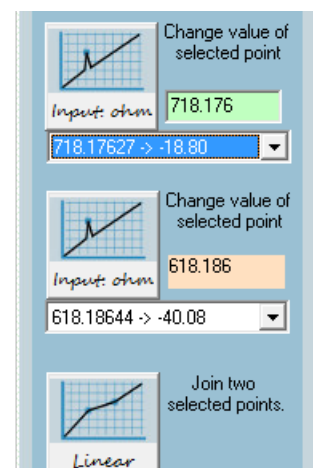 Change value of
selected point
Input: ohm
718.176
718.17627 -> -18.80
Change value of
selected point
Input: ohm
618.186
618.18644 -> -40.08
Join two
selected points.
Linear